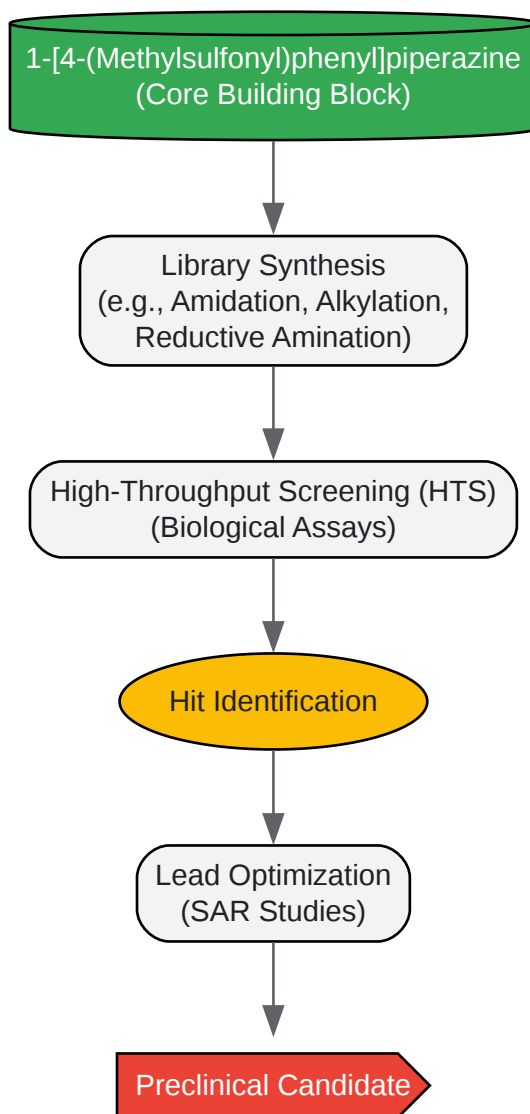 1-[4-(Methylsulfonyl)phenyl]piperazine
(Core Building Block)
Library Synthesis
(e.g., Amidation, Alkylation,
Reductive Amination)
High-Throughput Screening (HTS)
(Biological Assays)
Hit Identification
Lead Optimization
(SAR Studies)
Preclinical Candidate